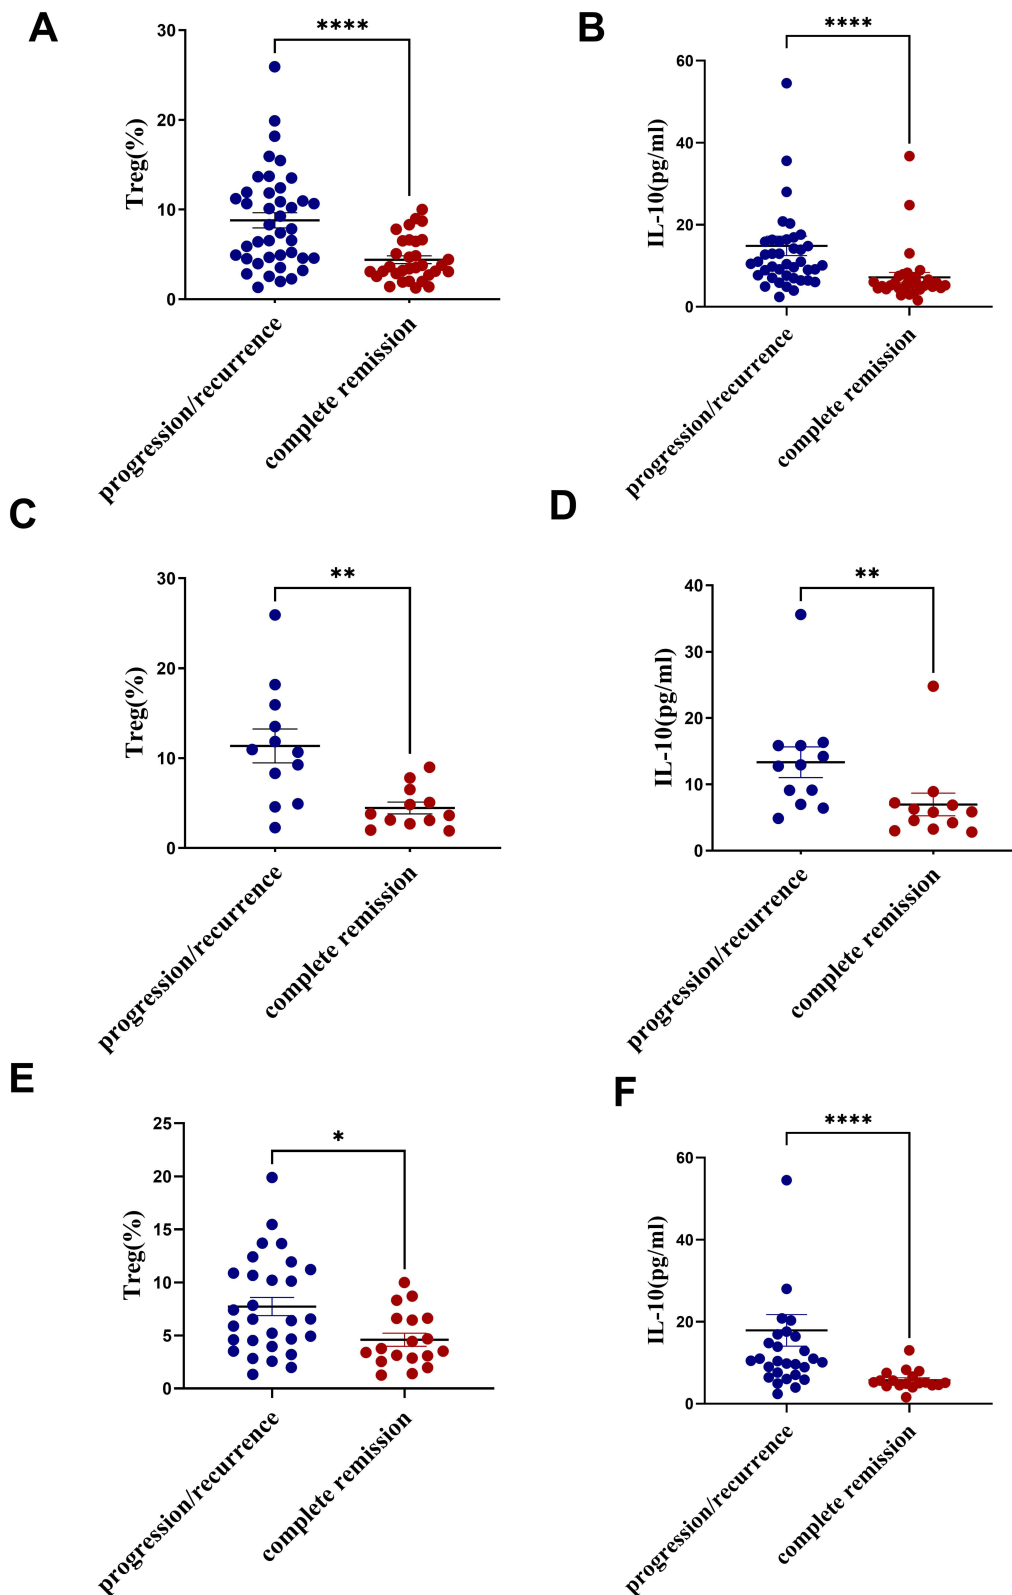 A
****
Treg(%)
30
20
10
0
progression/recurrence
complete remission
B
****
IL-10(pg/ml)
60
40
20
0
progression/recurrence
complete remission
C
**
Treg(%)
30
20
10
0
progression/recurrence
complete remission
D
**
IL-10(pg/ml)
40
30
20
10
0
progression/recurrence
complete remission
E
*
Treg(%)
25
20
15
10
5
0
progression/recurrence
complete remission
F
****
IL-10(pg/ml)
60
40
20
0
progression/recurrence
complete remission